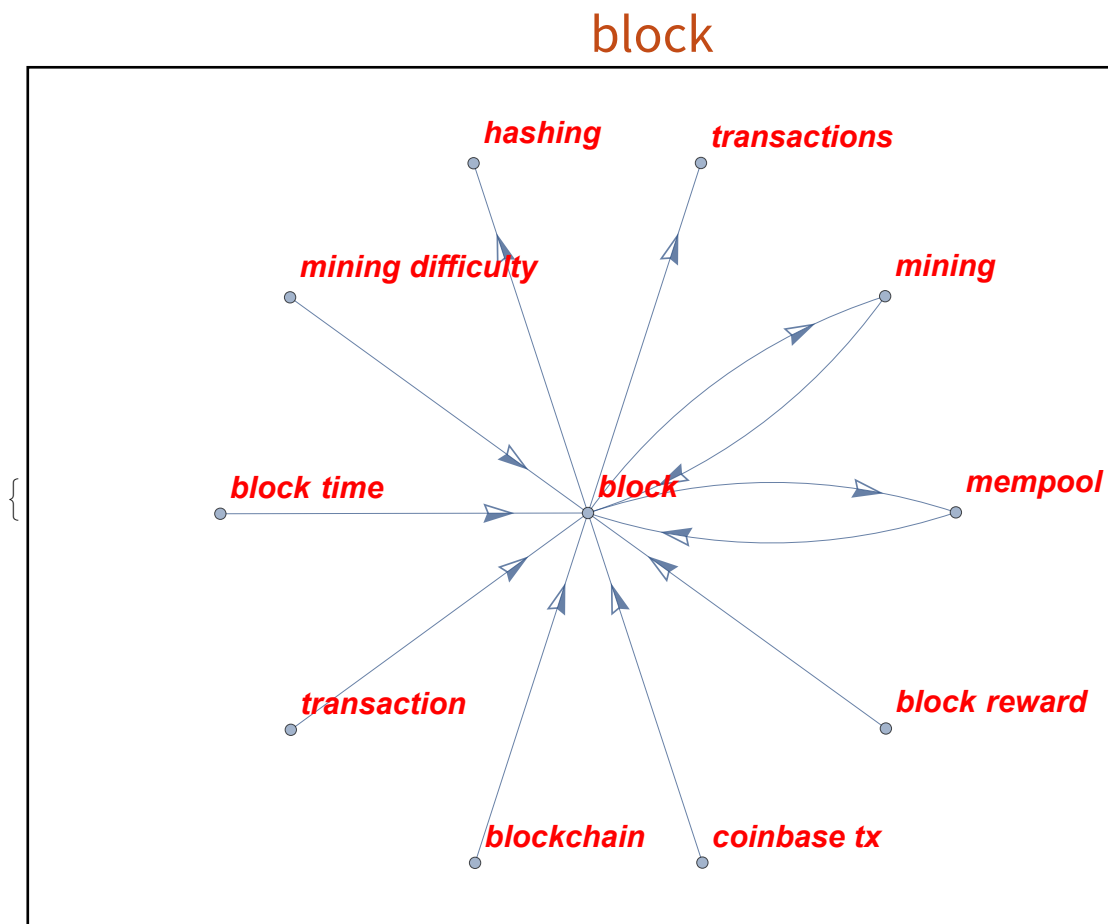 block
hashing
transactions
mining difficulty
mining
block time
block
mempool
transaction
block reward
blockchain
coinbase tx
{